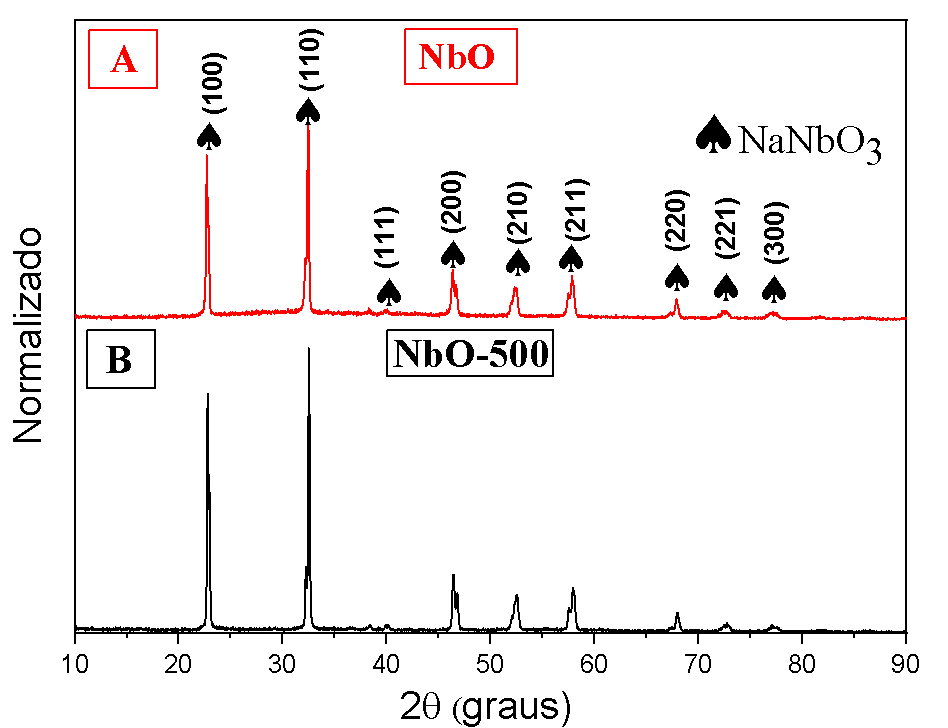 A
NbO
(100)
(110)
(111)
(200)
(210)
(211)
(220)
(221)
(300)
♠NaNbO₃
B
NbO-500
Normalizado
10 20 30 40 50 60 70 80 90
2θ (graus)